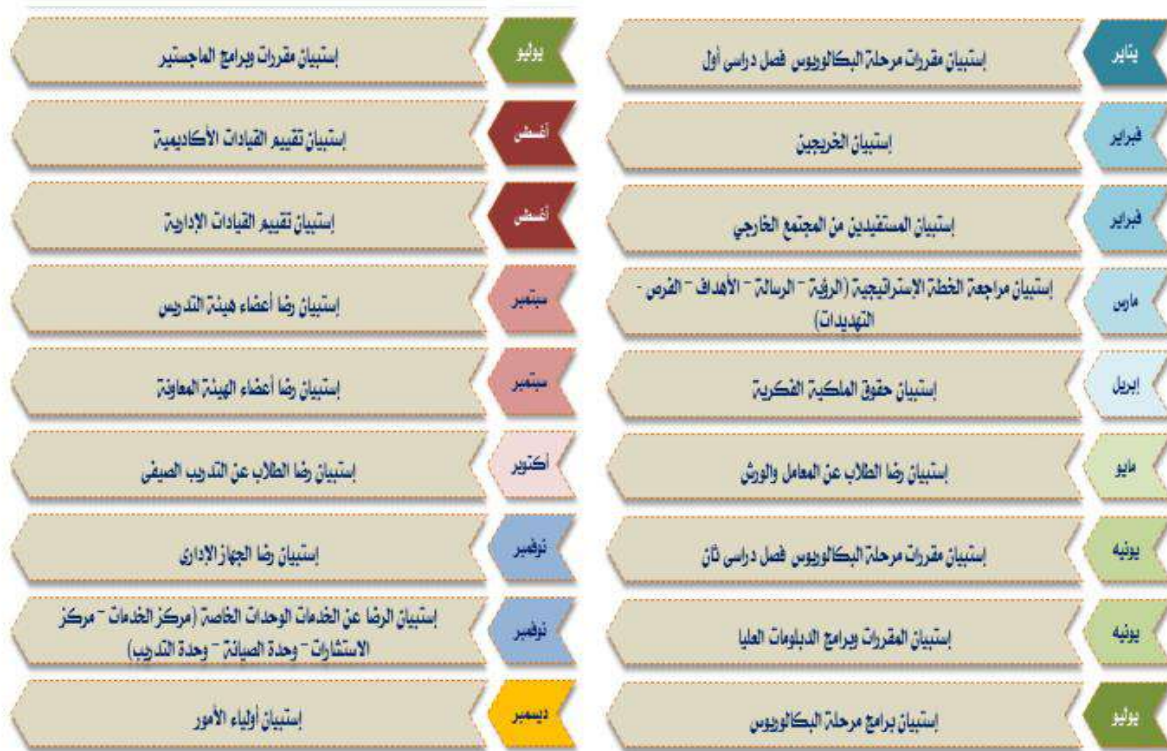 يناير
إستبيان مقررات مرحلة البكالوريوس فصل دراسى أول
فبراير
إستبيان الخريجين
فبراير
إستبيان المستفيدين من المجتمع الخارجي
مارس
إستبيان مراجعة الخطة الإستراتيجية (الرؤية – الرسالة – الأهداف – الفرص -
التهديدات)
إبريل
إستبيان حقوق الملكية الفكرية
مايو
إستبيان رضا الطلاب عن المعامل والورش
يونيه
إستبيان مقررات مرحلة البكالوريوس فصل دراسى ثان
يونيه
إستبيان المقررات وبرامج الدبلومات العليا
يوليو
إستبيان برامج مرحلة البكالوريوس
يوليو
إستبيان مقررات وبرامج الماجستير
أغسطس
إستبيان تقييم القيادات الأكاديمية
أغسطس
إستبيان تقييم القيادات الإدارية
سبتمبر
إستبيان رضا أعضاء هيئة التدريس
سبتمبر
إستبيان رضا أعضاء الهيئة المعاونة
أكتوبر
إستبيان رضا الطلاب عن التدريب الصيفى
نوفمبر
إستبيان رضا الجهاز الإدارى
نوفمبر
إستبيان الرضا عن الخدمات الوحدات الخاصة (مركز الخدمات – مركز
الاستشارات – وحدة الصيانة – وحدة التدريب)
ديسمبر
إستبيان أولياء الأمور